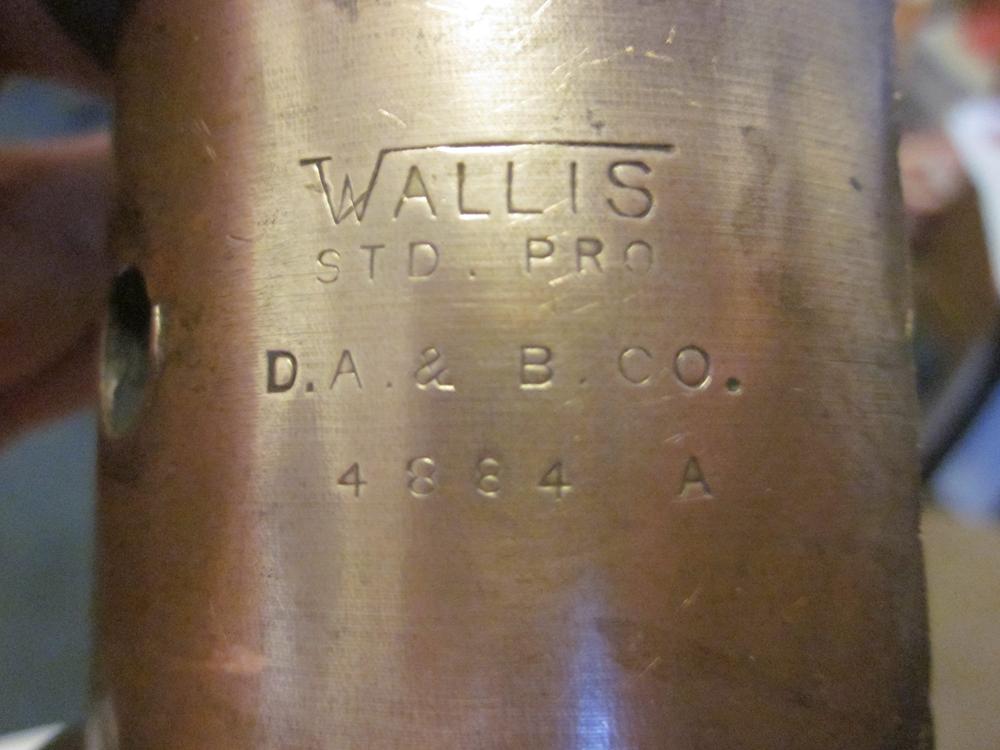 WALLIS
STD. PRO
D.A. & B. CO.
4884 A